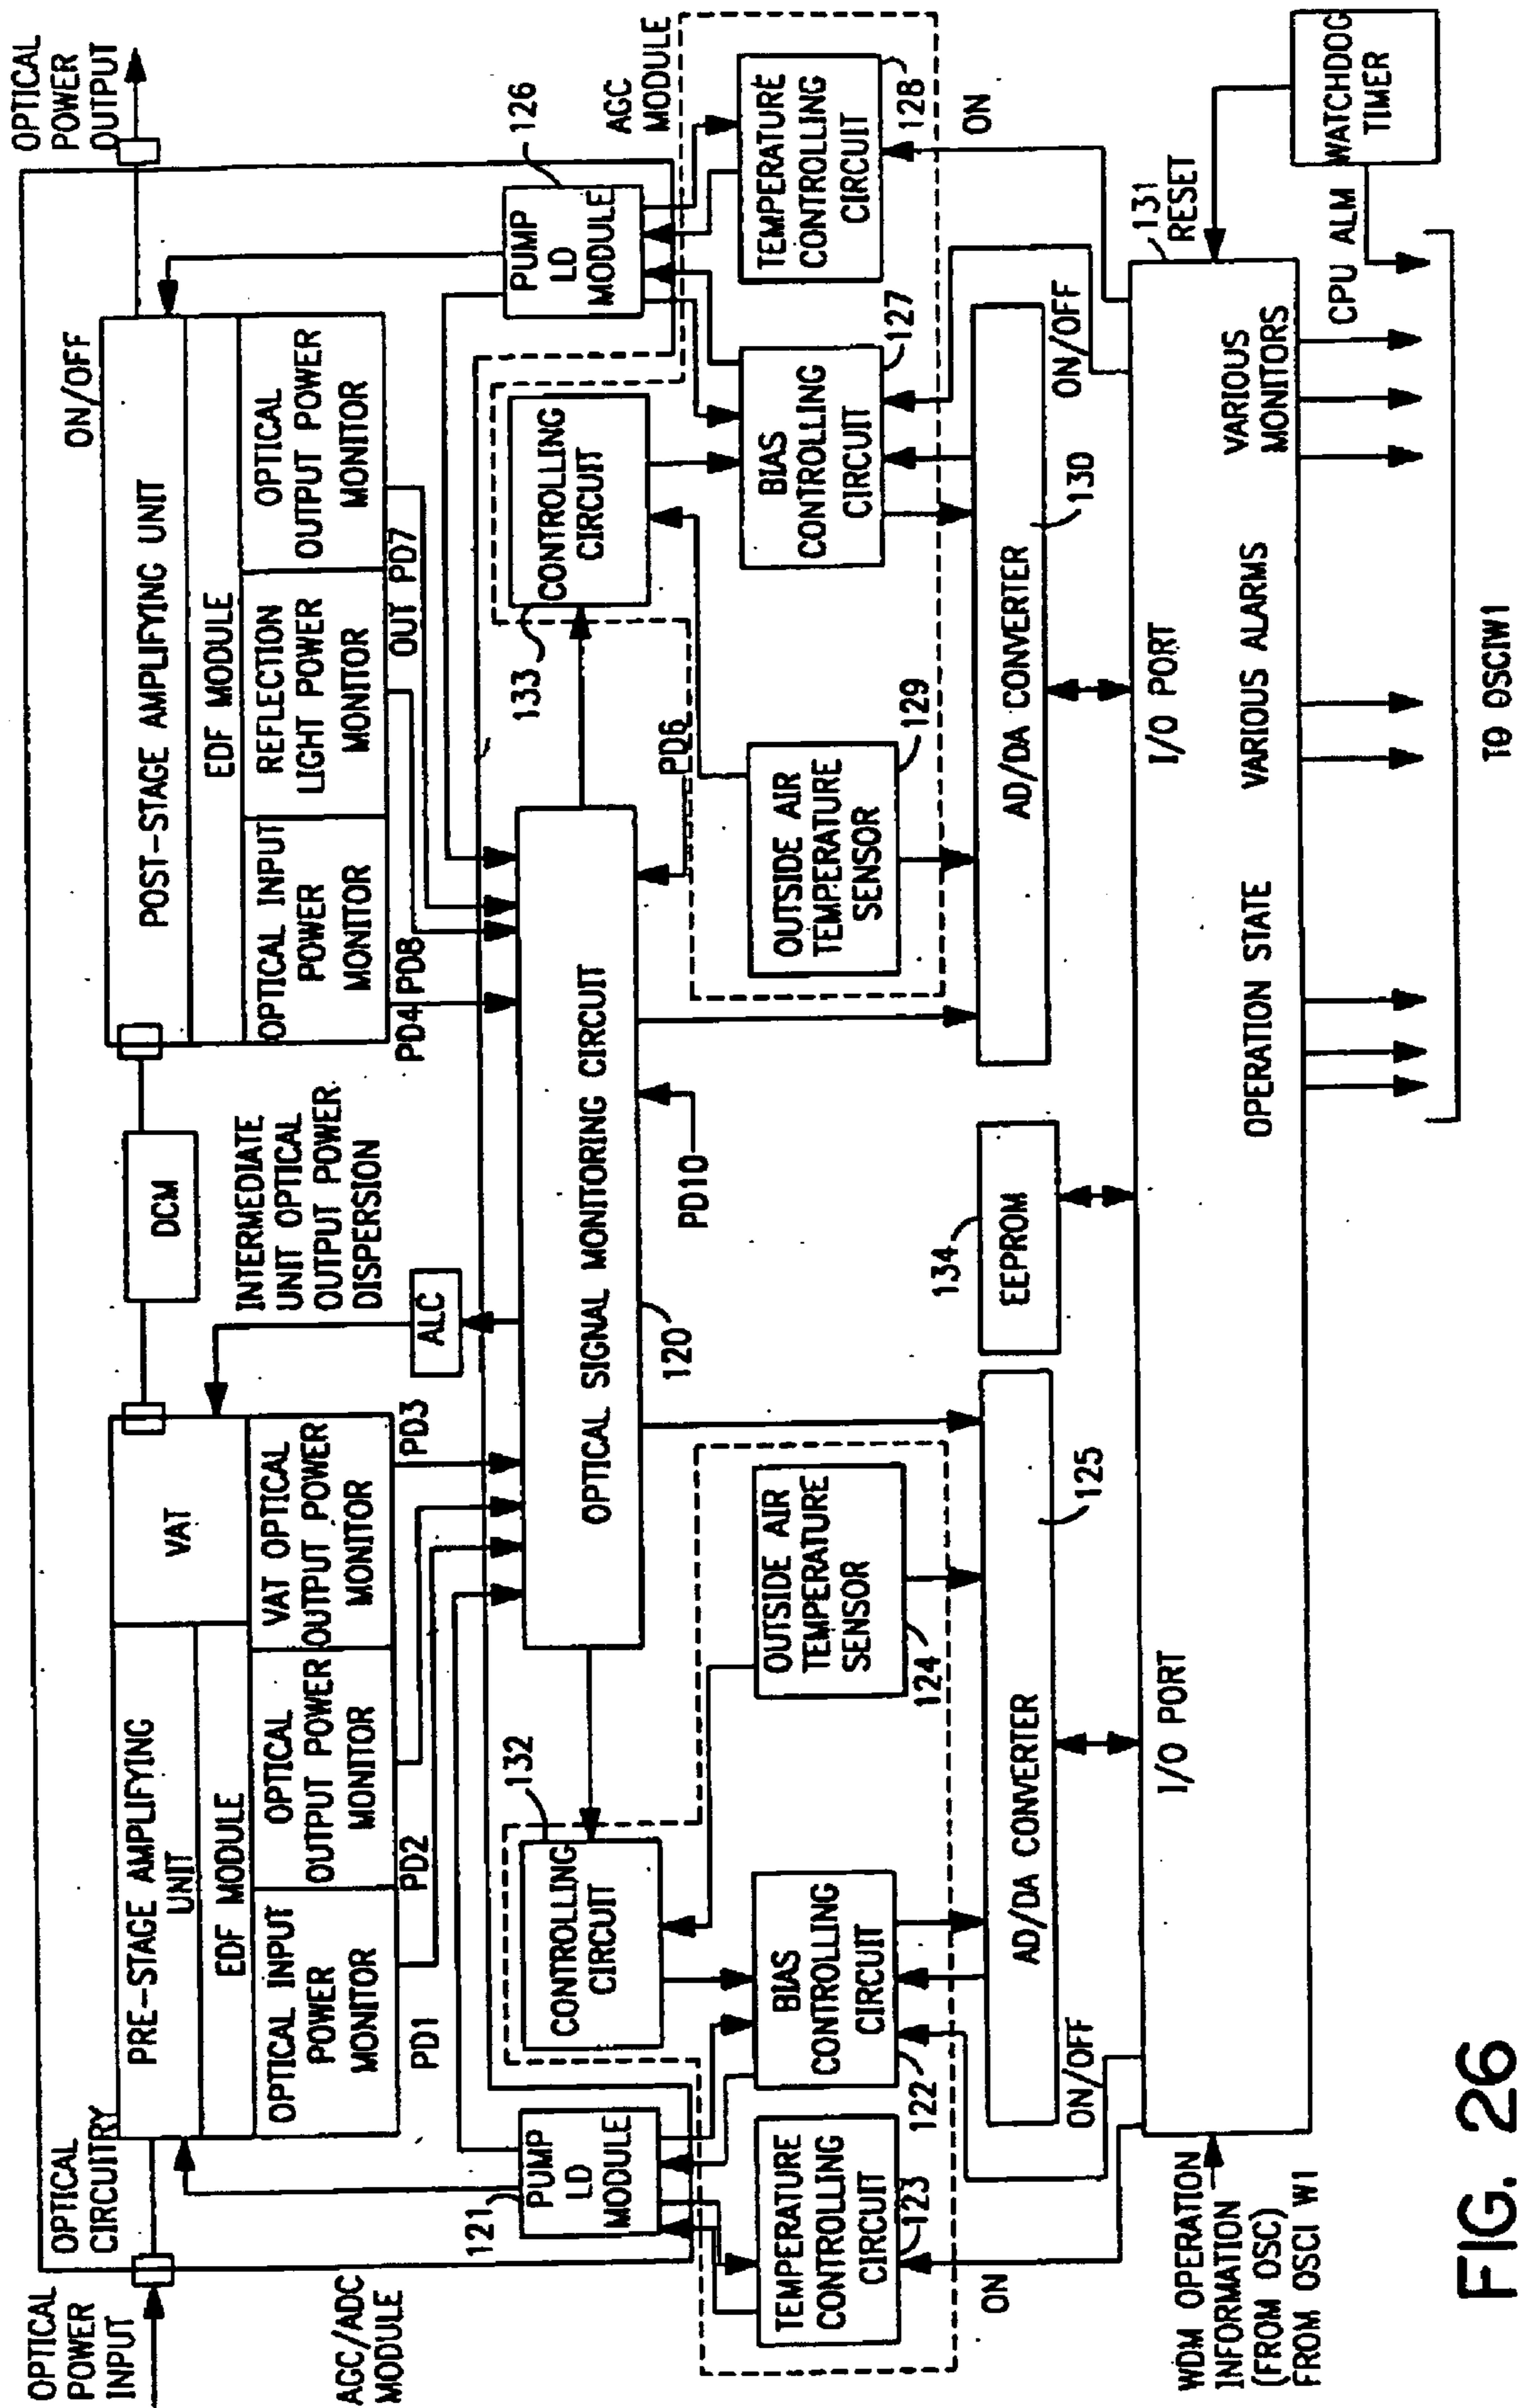 OPTICAL
POWER
INPUT
OPTICAL
CIRCUITRY
OPTICAL
POWER
OUTPUT
PRE-STAGE AMPLIFYING
UNIT
VAT
EDF MODULE
OPTICAL INPUT
POWER
MONITOR
OPTICAL
OUTPUT POWER
MONITOR
VAT OPTICAL
OUTPUT POWER
MONITOR
DCM
INTERMEDIATE
UNIT OPTICAL
OUTPUT POWER
DISPERSION
ON/OFF
POST-STAGE AMPLIFYING UNIT
EDF MODULE
OPTICAL INPUT
POWER
MONITOR
REFLECTION
LIGHT POWER
MONITOR
OPTICAL
OUTPUT POWER
MONITOR
PD1
PD2
PD3
ALC
PD4
PD8
OUT PD7
AGC/ADC
MODULE
121
PUMP
LD
MODULE
132
CONTROLLING
CIRCUIT
OPTICAL SIGNAL MONITORING CIRCUIT
120
PD10
PD6
133
CONTROLLING
CIRCUIT
PUMP
LD
MODULE
126
AGC
MODULE
TEMPERATURE
CONTROLLING
CIRCUIT
123
BIAS
CONTROLLING
CIRCUIT
122
OUTSIDE AIR
TEMPERATURE
SENSOR
124
OUTSIDE AIR
TEMPERATURE
SENSOR
129
BIAS
CONTROLLING
CIRCUIT
127
TEMPERATURE
CONTROLLING
CIRCUIT
128
ON
ON/OFF
AD/DA CONVERTER
125
134
EEPROM
AD/DA CONVERTER
130
ON/OFF
ON
131
RESET
WDM OPERATION
INFORMATION
(FROM OSC)
FROM OSCI W1
I/O PORT
I/O PORT
OPERATION STATE
VARIOUS ALARMS
VARIOUS
MONITORS
CPU ALM
WATCHDOG
TIMER
TO OSCIW1
FIG. 26